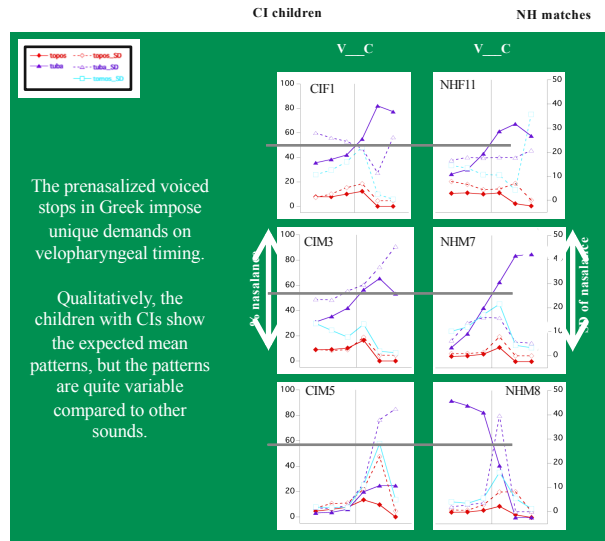 CI children
NH matches
V__C
V__C
topos
topos_SD
tuba
tuba_SD
tomos_SD
The prenasalized voiced
stops in Greek impose
unique demands on
velopharyngeal timing.
Qualitatively, the
children with CIs show
the expected mean
patterns, but the patterns
are quite variable
compared to other
sounds.
% nasalance
SD of nasalance
CIF1
100
80
60
40
20
0
NHF11
50
40
30
20
10
0
CIM3
100
80
60
40
20
0
NHM7
50
40
30
20
10
0
CIM5
100
80
60
40
20
0
NHM8
50
40
30
20
10
0